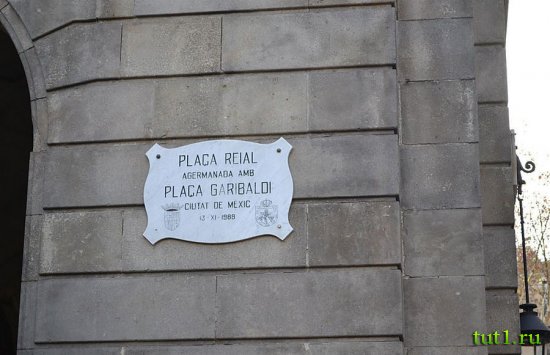 PLAÇA REIAL
AGERMANADA AMB
PLAÇA GARIBALDI
CIUTAT DE MÈXIC
13-XI-1989
tut1.ru